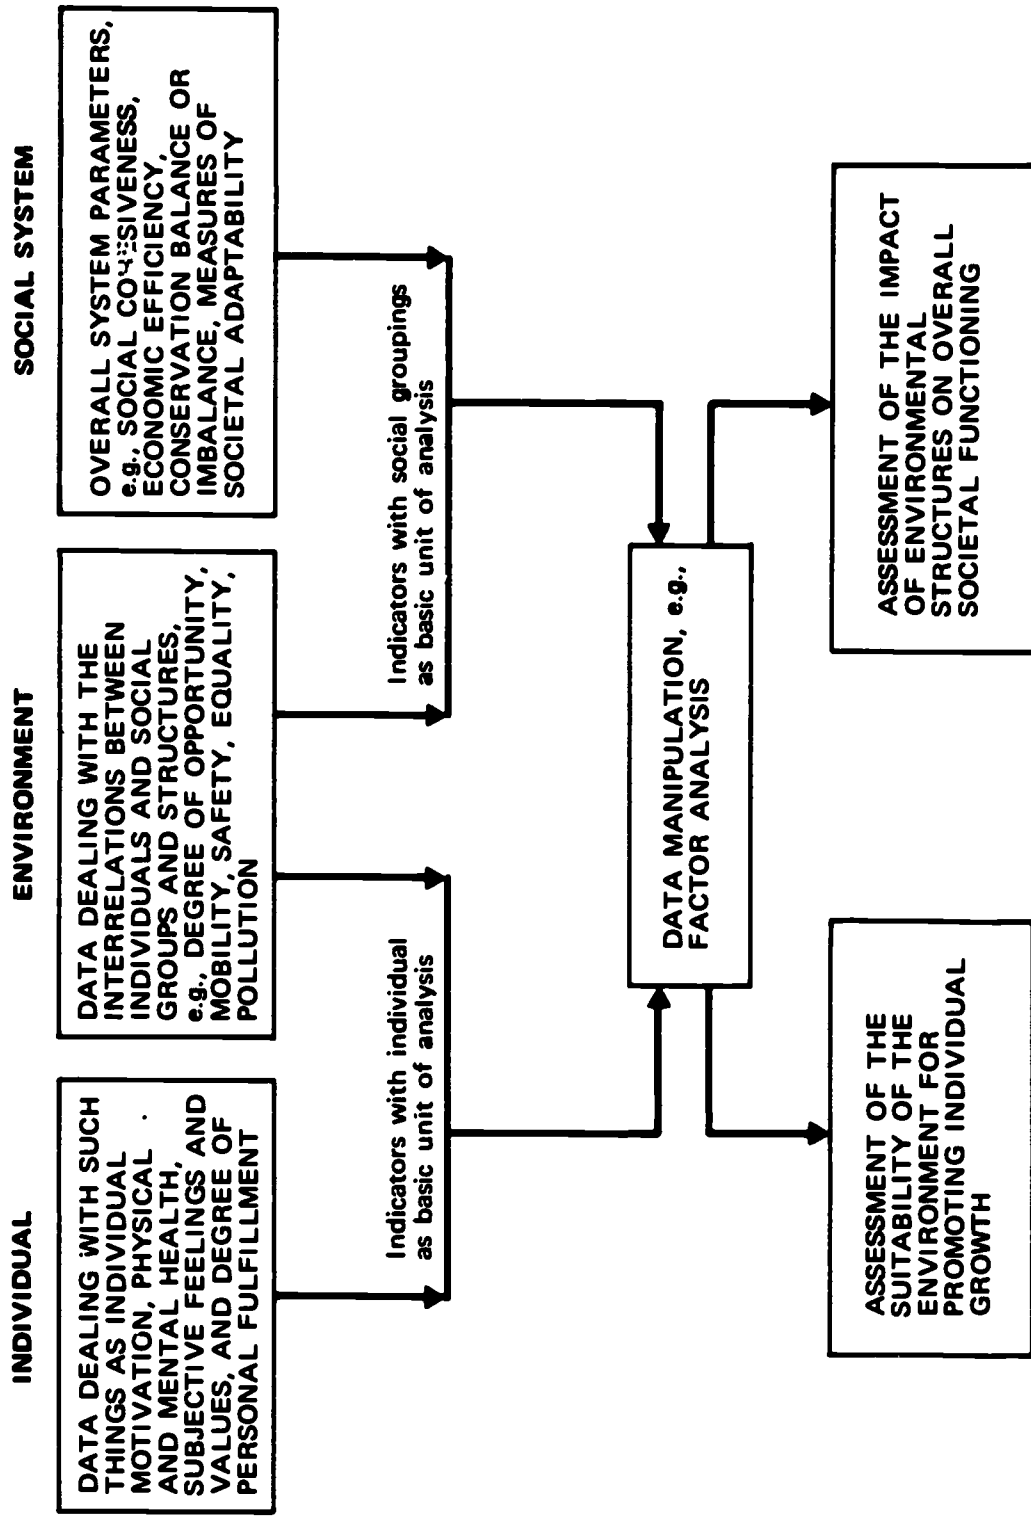 INDIVIDUAL
DATA DEALING WITH SUCH
THINGS AS INDIVIDUAL
MOTIVATION, PHYSICAL
AND MENTAL HEALTH,
SUBJECTIVE FEELINGS AND
VALUES, AND DEGREE OF
PERSONAL FULFILLMENT
ENVIRONMENT
DATA DEALING WITH THE
INTERRELATIONS BETWEEN
INDIVIDUALS AND SOCIAL
GROUPS AND STRUCTURES,
e.g., DEGREE OF OPPORTUNITY,
MOBILITY, SAFETY, EQUALITY,
POLLUTION
SOCIAL SYSTEM
OVERALL SYSTEM PARAMETERS,
e.g., SOCIAL COHESIVENESS,
ECONOMIC EFFICIENCY,
CONSERVATION BALANCE OR
IMBALANCE, MEASURES OF
SOCIETAL ADAPTABILITY
Indicators with individual
as basic unit of analysis
Indicators with social groupings
as basic unit of analysis
DATA MANIPULATION, e.g.,
FACTOR ANALYSIS
ASSESSMENT OF THE
SUITABILITY OF THE
ENVIRONMENT FOR
PROMOTING INDIVIDUAL
GROWTH
ASSESSMENT OF THE IMPACT
OF ENVIRONMENTAL
STRUCTURES ON OVERALL
SOCIETAL FUNCTIONING